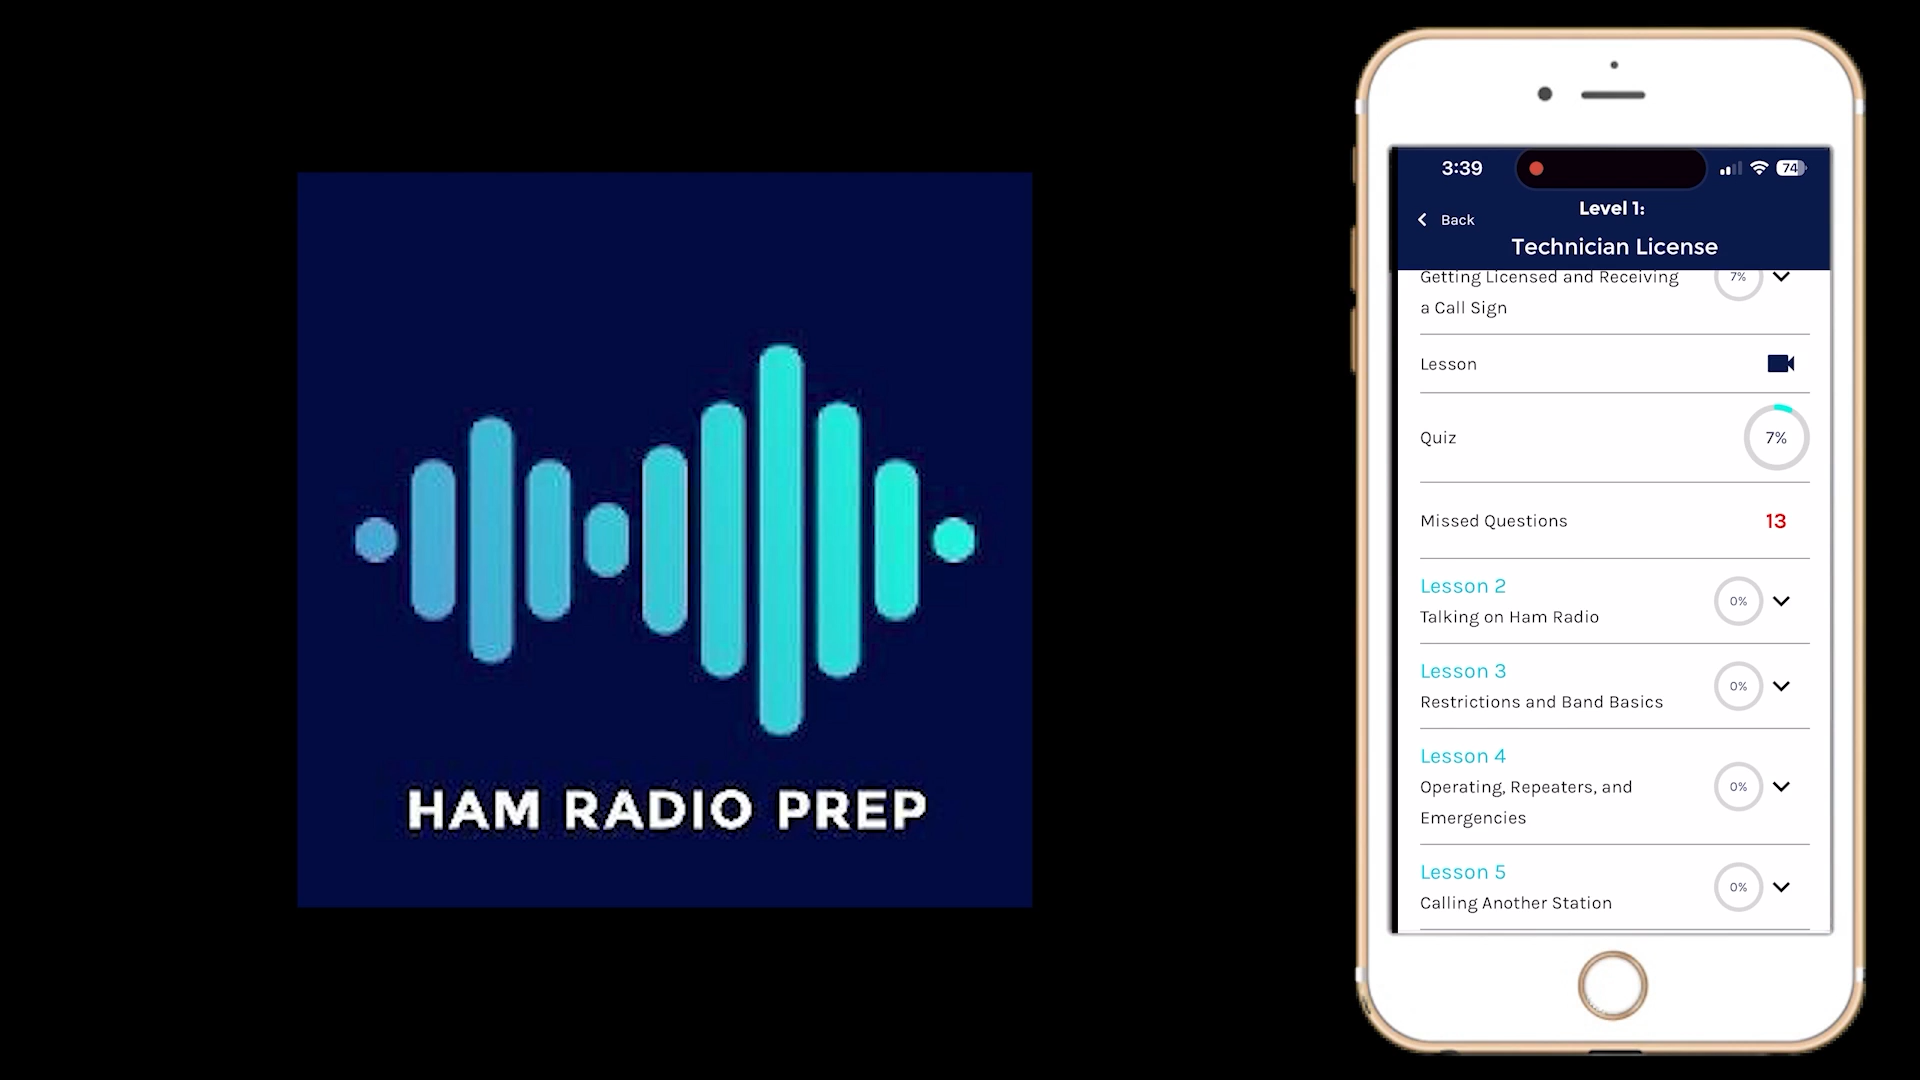 HAM RADIO PREP
3:39
74
Level 1:
Back
Technician License
Getting Licensed and Receiving
7%
a Call Sign
Lesson
Quiz
7%
Missed Questions
13
Lesson 2
0%
Talking on Ham Radio
Lesson 3
0%
Restrictions and Band Basics
Lesson 4
0%
Operating, Repeaters, and
Emergencies
Lesson 5
0%
Calling Another Station